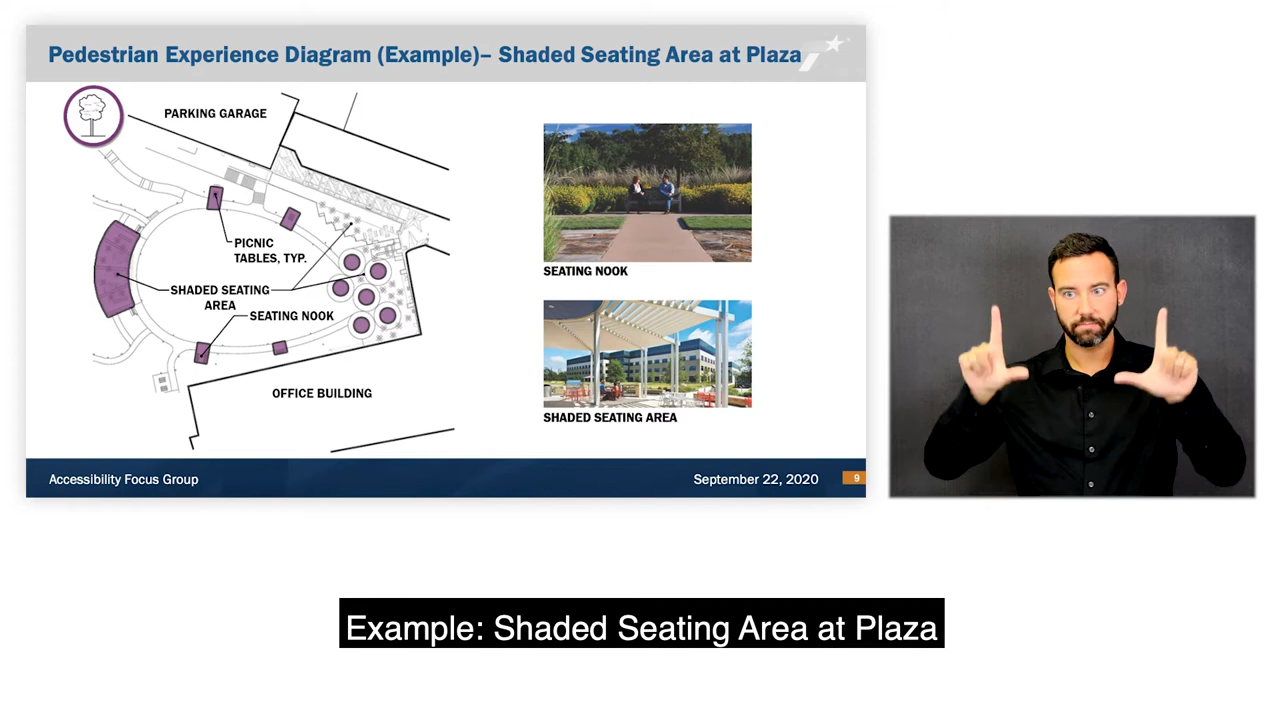 Pedestrian Experience Diagram (Example)– Shaded Seating Area at Plaza
PARKING GARAGE
PICNIC
TABLES, TYP.
SHADED SEATING
AREA
SEATING NOOK
OFFICE BUILDING
SEATING NOOK
SHADED SEATING AREA
Accessibility Focus Group
September 22, 2020
9
Example: Shaded Seating Area at Plaza